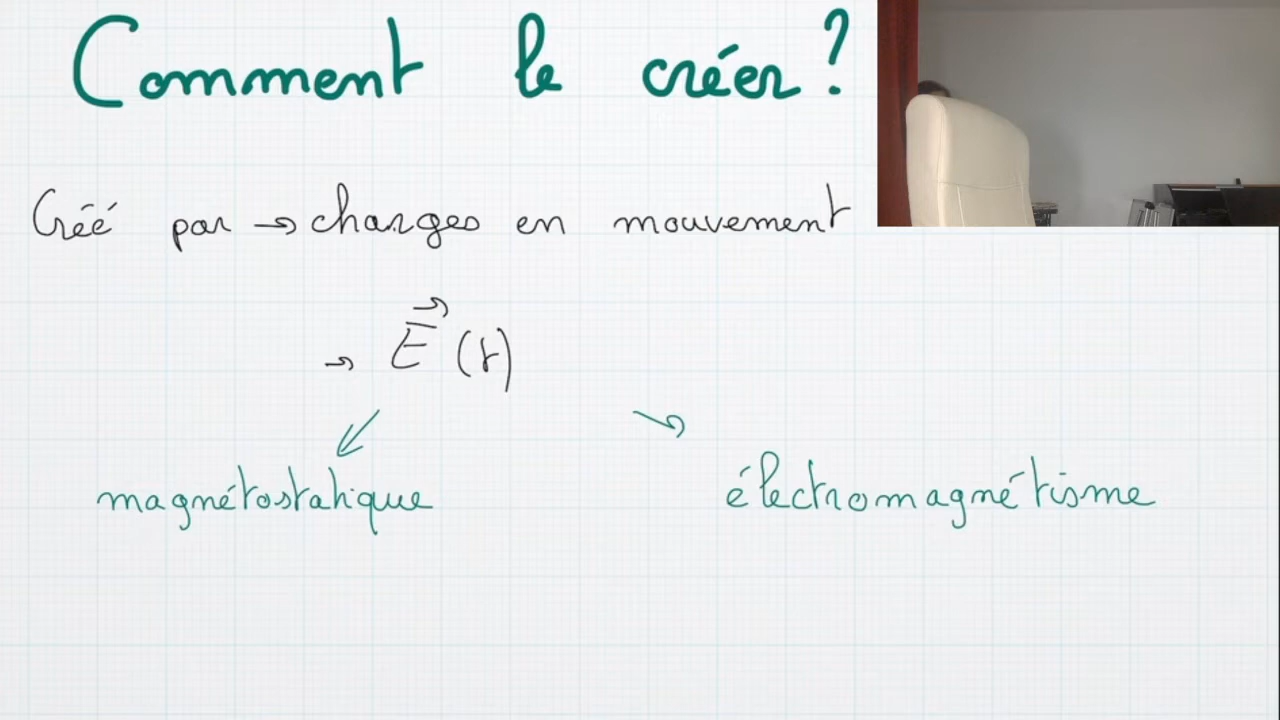 Comment le créer ?
Créé par → charges en mouvement
→ E⃗ (t)
magnétostatique électromagnétisme